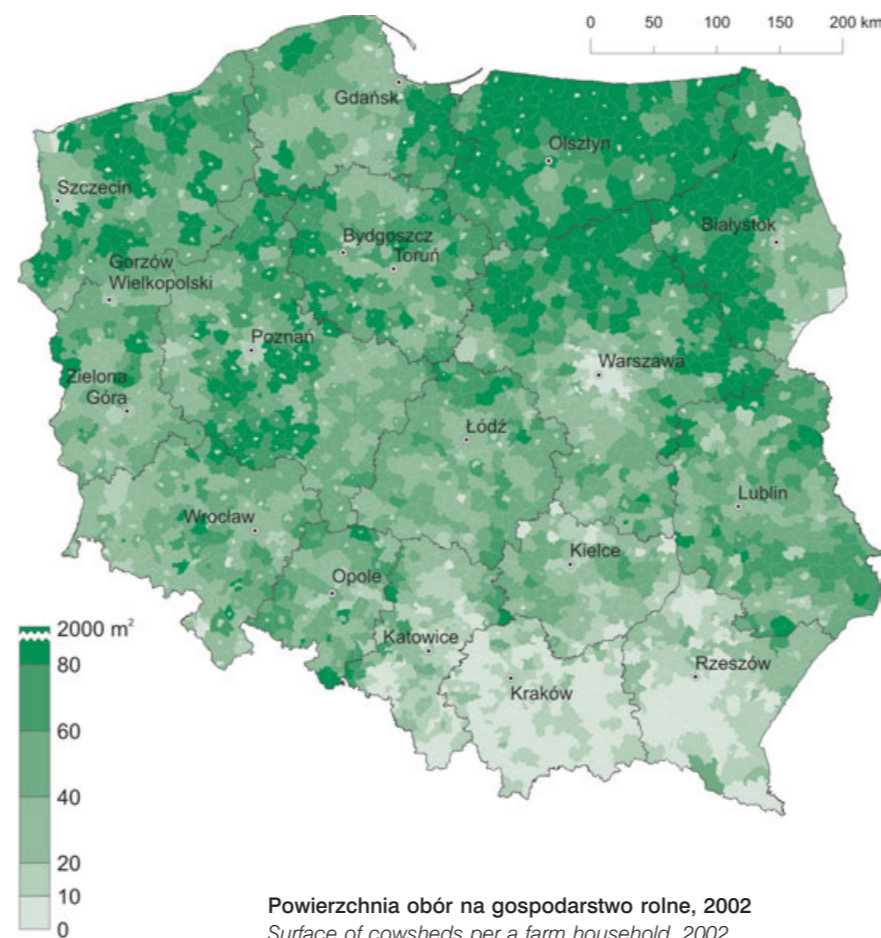 0 50 100 150 200 km
Gdańsk
Olsztyn
Szczecin
Białystok
Bydgoszcz
Toruń
Gorzów
Wielkopolski
Poznań
Warszawa
Zielona
Góra
Łódź
Lublin
Wrocław
Kielce
Opole
Katowice
Rzeszów
Kraków
2000 m²
80
60
40
20
10
0
Powierzchnia obór na gospodarstwo rolne, 2002
Surface of cowsheds per a farm household, 2002